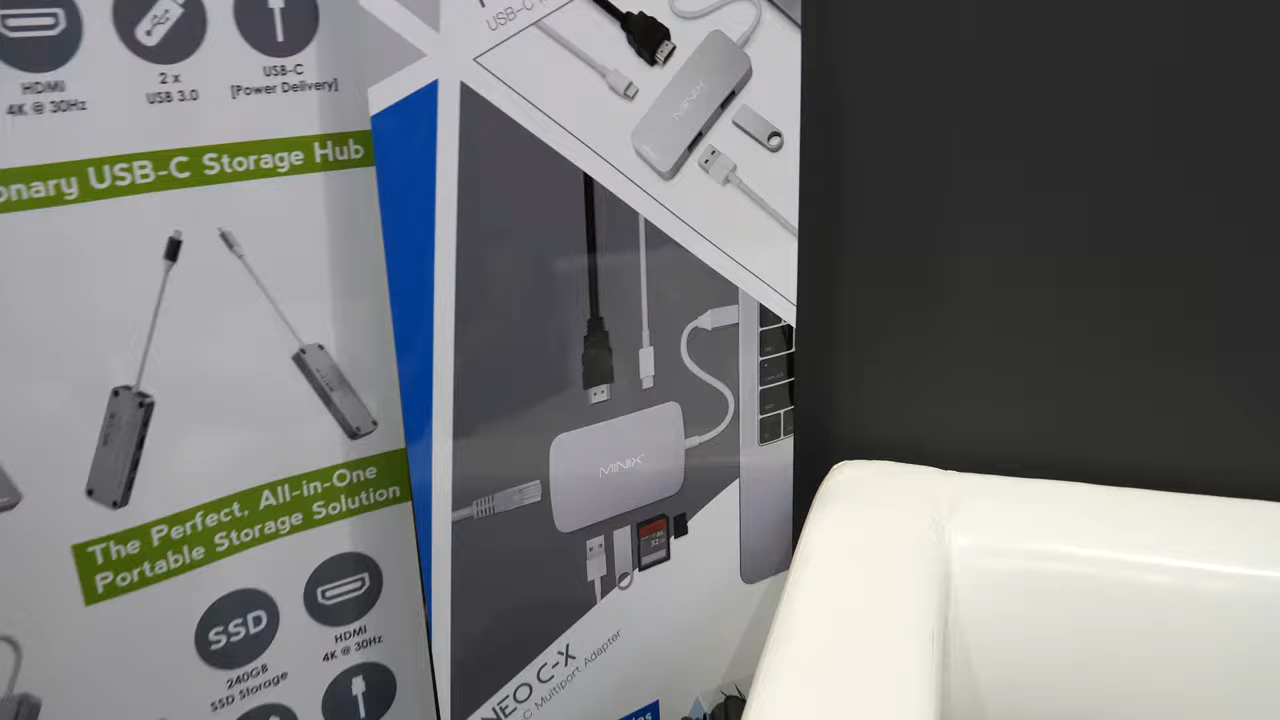 HDMI
4K @ 30Hz
2 x
USB 3.0
USB-C
[Power Delivery]
USB-C Storage Hub
The Perfect, All-in-One
Portable Storage Solution
SSD
240GB
SSD Storage
HDMI
4K @ 30Hz
USB-C
MINIX
MINIX
32
NEO C-X
Multiport Adapter